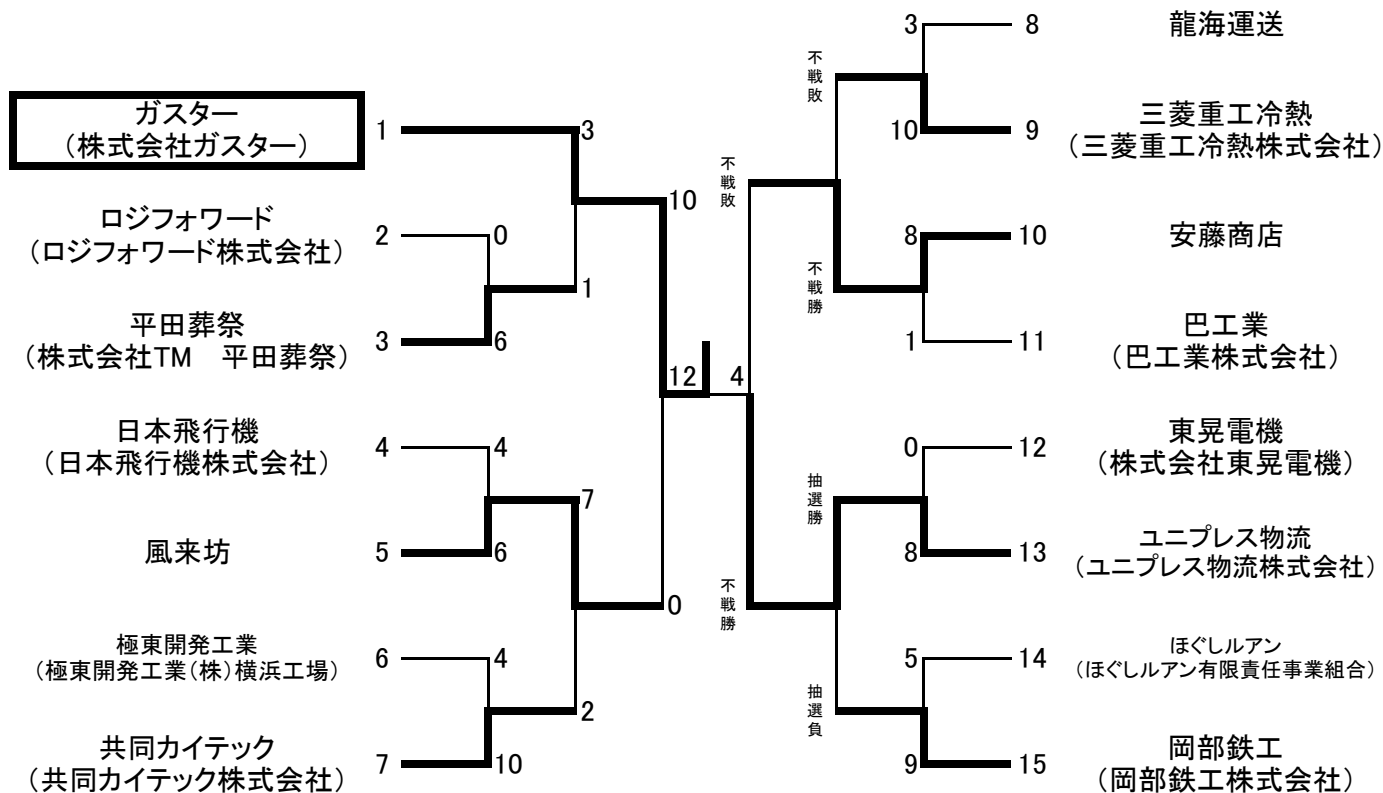 ガスター
（株式会社ガスター）
1
3
10
ロジフォワード
（ロジフォワード株式会社）
2
0
1
平田葬祭
（株式会社TM　平田葬祭）
3
6
12
日本飛行機
（日本飛行機株式会社）
4
4
7
風来坊
5
6
0
極東開発工業
（極東開発工業（株）横浜工場）
6
4
2
共同カイテック
（共同カイテック株式会社）
7
10
3
8
龍海運送
不戦敗
10
9
三菱重工冷熱
（三菱重工冷熱株式会社）
不戦敗
8
10
安藤商店
不戦勝
1
11
巴工業
（巴工業株式会社）
4
0
12
東晃電機
（株式会社東晃電機）
抽選勝
8
13
ユニプレス物流
（ユニプレス物流株式会社）
不戦勝
5
14
ほぐしルアン
（ほぐしルアン有限責任事業組合）
抽選負
9
15
岡部鉄工
（岡部鉄工株式会社）